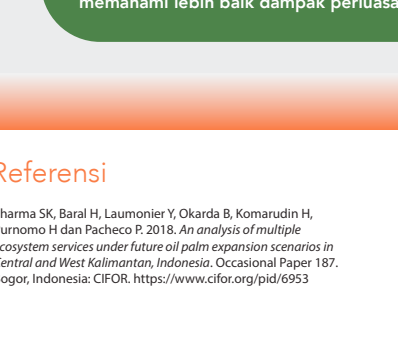 memahami lebih baik dampak perluasa
Referensi
harma SK, Baral H, Laumonier Y, Okarda B, Komarudin H,
urnomo H dan Pacheco P. 2018. An analysis of multiple
cosystem services under future oil palm expansion scenarios in
entral and West Kalimantan, Indonesia. Occasional Paper 187.
ogor, Indonesia: CIFOR. https://www.cifor.org/pid/6953